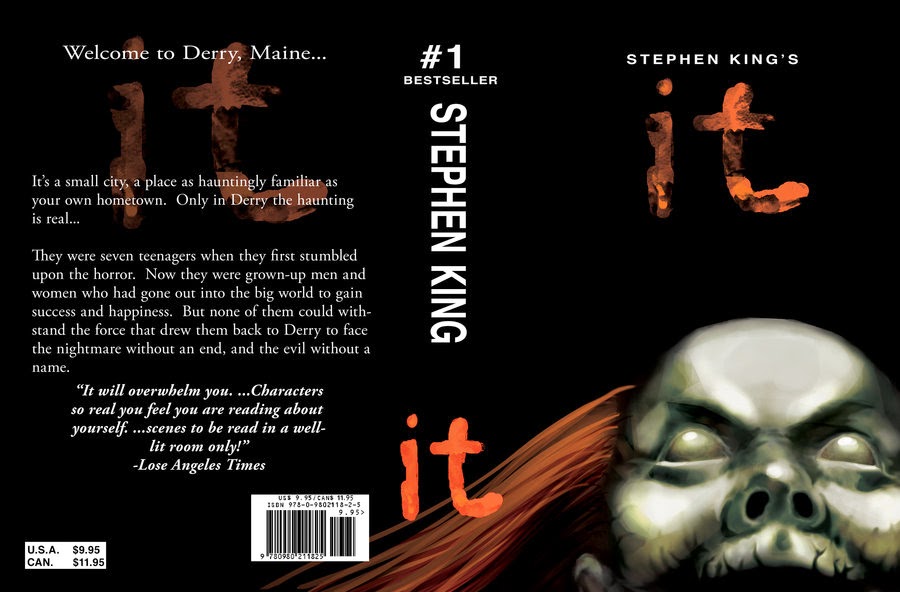 Welcome to Derry, Maine...
it
It's a small city, a place as hauntingly familiar as
your own hometown.  Only in Derry the haunting
is real...
They were seven teenagers when they first stumbled
upon the horror.  Now they were grown-up men and
women who had gone out into the big world to gain
success and happiness.  But none of them could with-
stand the force that drew them back to Derry to face
the nightmare without an end, and the evil without a
name.
“It will overwhelm you. ...Characters
so real you feel you are reading about
yourself. ...scenes to be read in a well-
lit room only!”
-Lose Angeles Times
US$ 9.95/CAN$ 11.95
ISBN 978-0-9802118-2-5
9.95>
9 780980 211825
U.S.A. $9.95
CAN. $11.95
#1
BESTSELLER
STEPHEN KING
it
STEPHEN KING'S
it